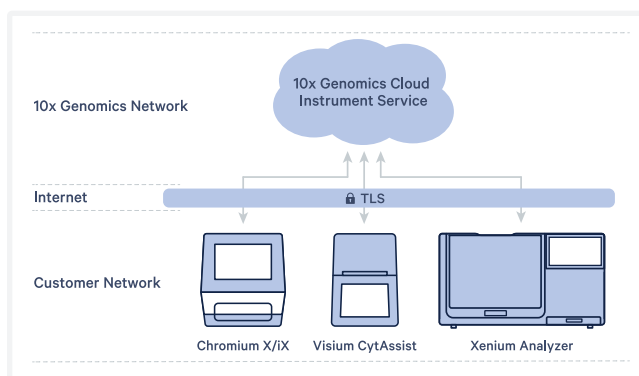 10x Genomics Cloud
Instrument Service
10x Genomics Network
Internet
TLS
Customer Network
Chromium X/iX
Visium CytAssist
Xenium Analyzer